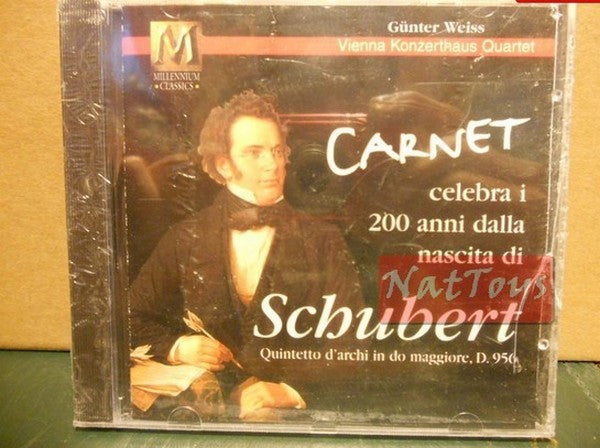 Günter Weiss
Vienna Konzerthaus Quartet
M
MILLENNIUM
• CLASSICS •
CARNET
celebra i
200 anni dalla
nascita di
NatToys
Schubert
Quintetto d'archi in do maggiore, D. 956